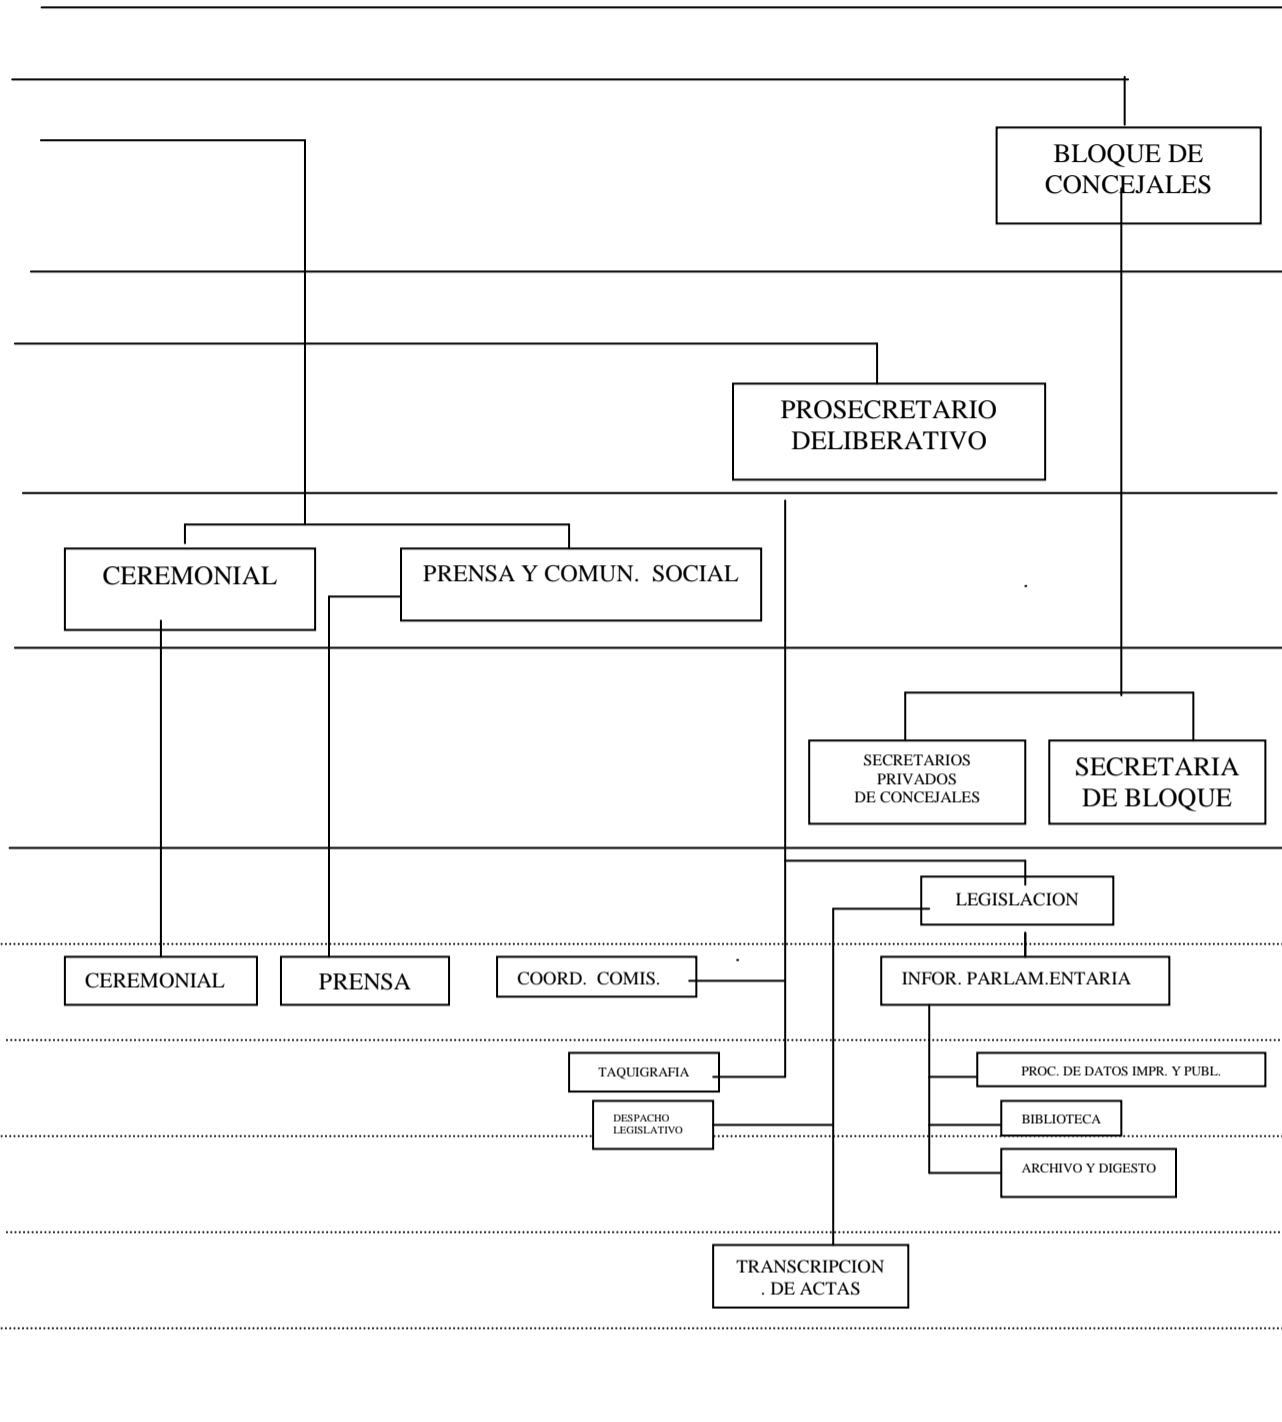 BLOQUE DE
CONCEJALES
PROSECRETARIO
DELIBERATIVO
CEREMONIAL
PRENSA Y COMUN. SOCIAL
SECRETARIOS
PRIVADOS
DE CONCEJALES
SECRETARIA
DE BLOQUE
LEGISLACION
CEREMONIAL
PRENSA
COORD. COMIS.
INFOR. PARLAM.ENTARIA
TAQUIGRAFIA
PROC. DE DATOS IMPR. Y PUBL.
DESPACHO
LEGISLATIVO
BIBLIOTECA
ARCHIVO Y DIGESTO
TRANSCRIPCION
. DE ACTAS